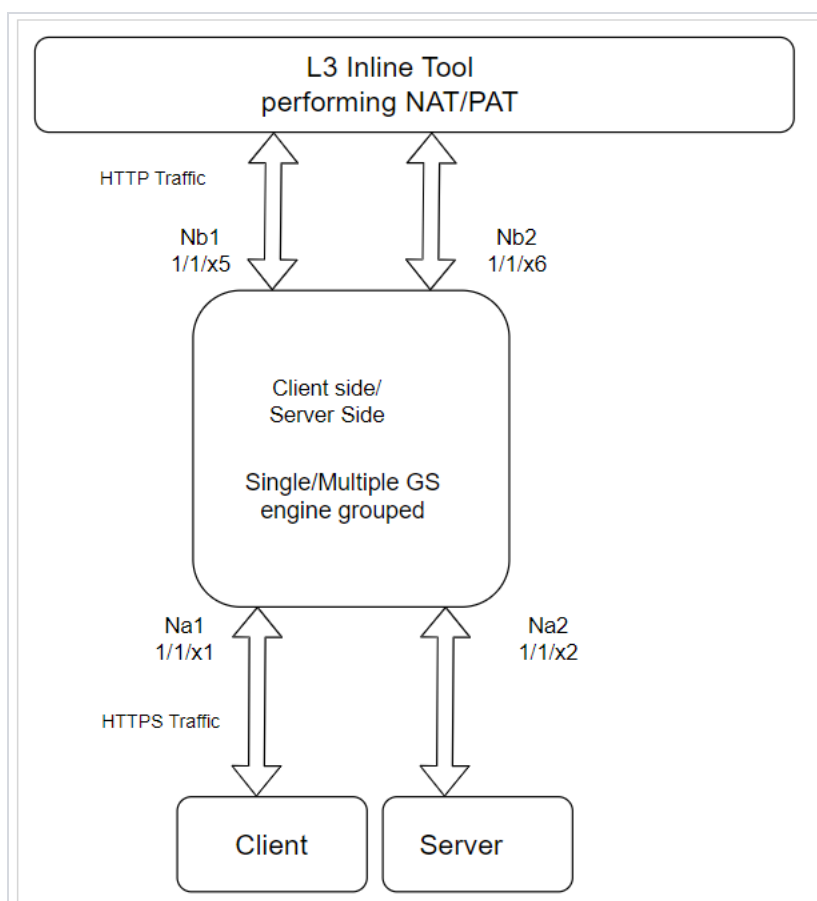 L3 Inline Tool
performing NAT/PAT
HTTP Traffic
Nb1
1/1/x5
Nb2
1/1/x6
Client side/
Server Side
Single/Multiple GS
engine grouped
Na1
1/1/x1
Na2
1/1/x2
HTTPS Traffic
Client
Server